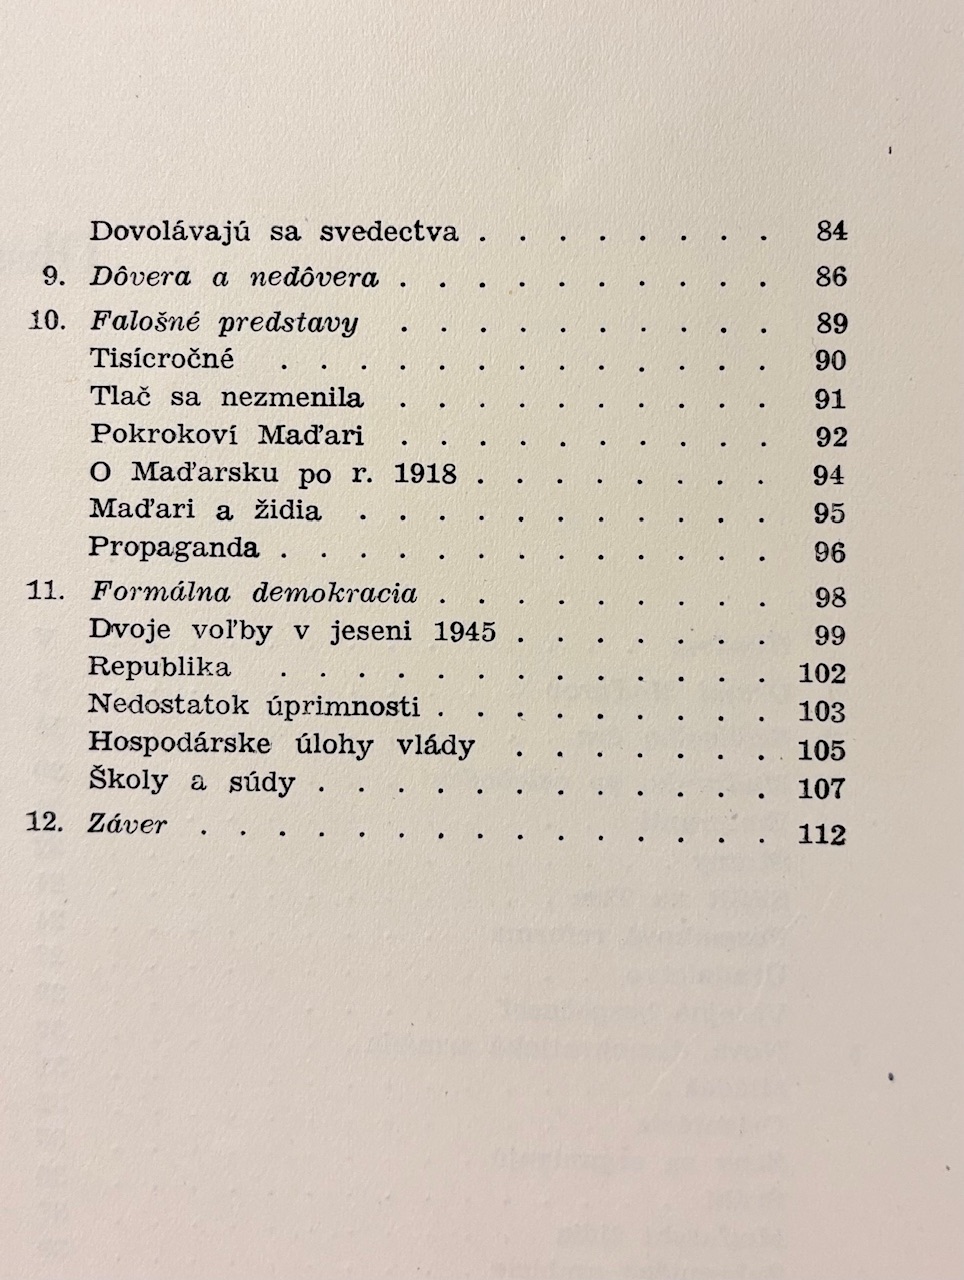 Dovolávajú sa svedectva . . . . . . . . 84
9. Dôvera a nedôvera . . . . . . . . . . 86
10. Falošné predstavy . . . . . . . . . . 89
Tisícročné . . . . . . . . . . . . . 90
Tlač sa nezmenila . . . . . . . . . . 91
Pokrokoví Maďari . . . . . . . . . . 92
O Maďarsku po r. 1918 . . . . . . . . 94
Maďari a židia . . . . . . . . . . . 95
Propaganda . . . . . . . . . . . . . 96
11. Formálna demokracia . . . . . . . . . 98
Dvoje voľby v jeseni 1945 . . . . . . . 99
Republika . . . . . . . . . . . . . 102
Nedostatok úprimnosti . . . . . . . . . 103
Hospodárske úlohy vlády . . . . . . . 105
Školy a súdy . . . . . . . . . . . . 107
12. Záver . . . . . . . . . . . . . . . 112